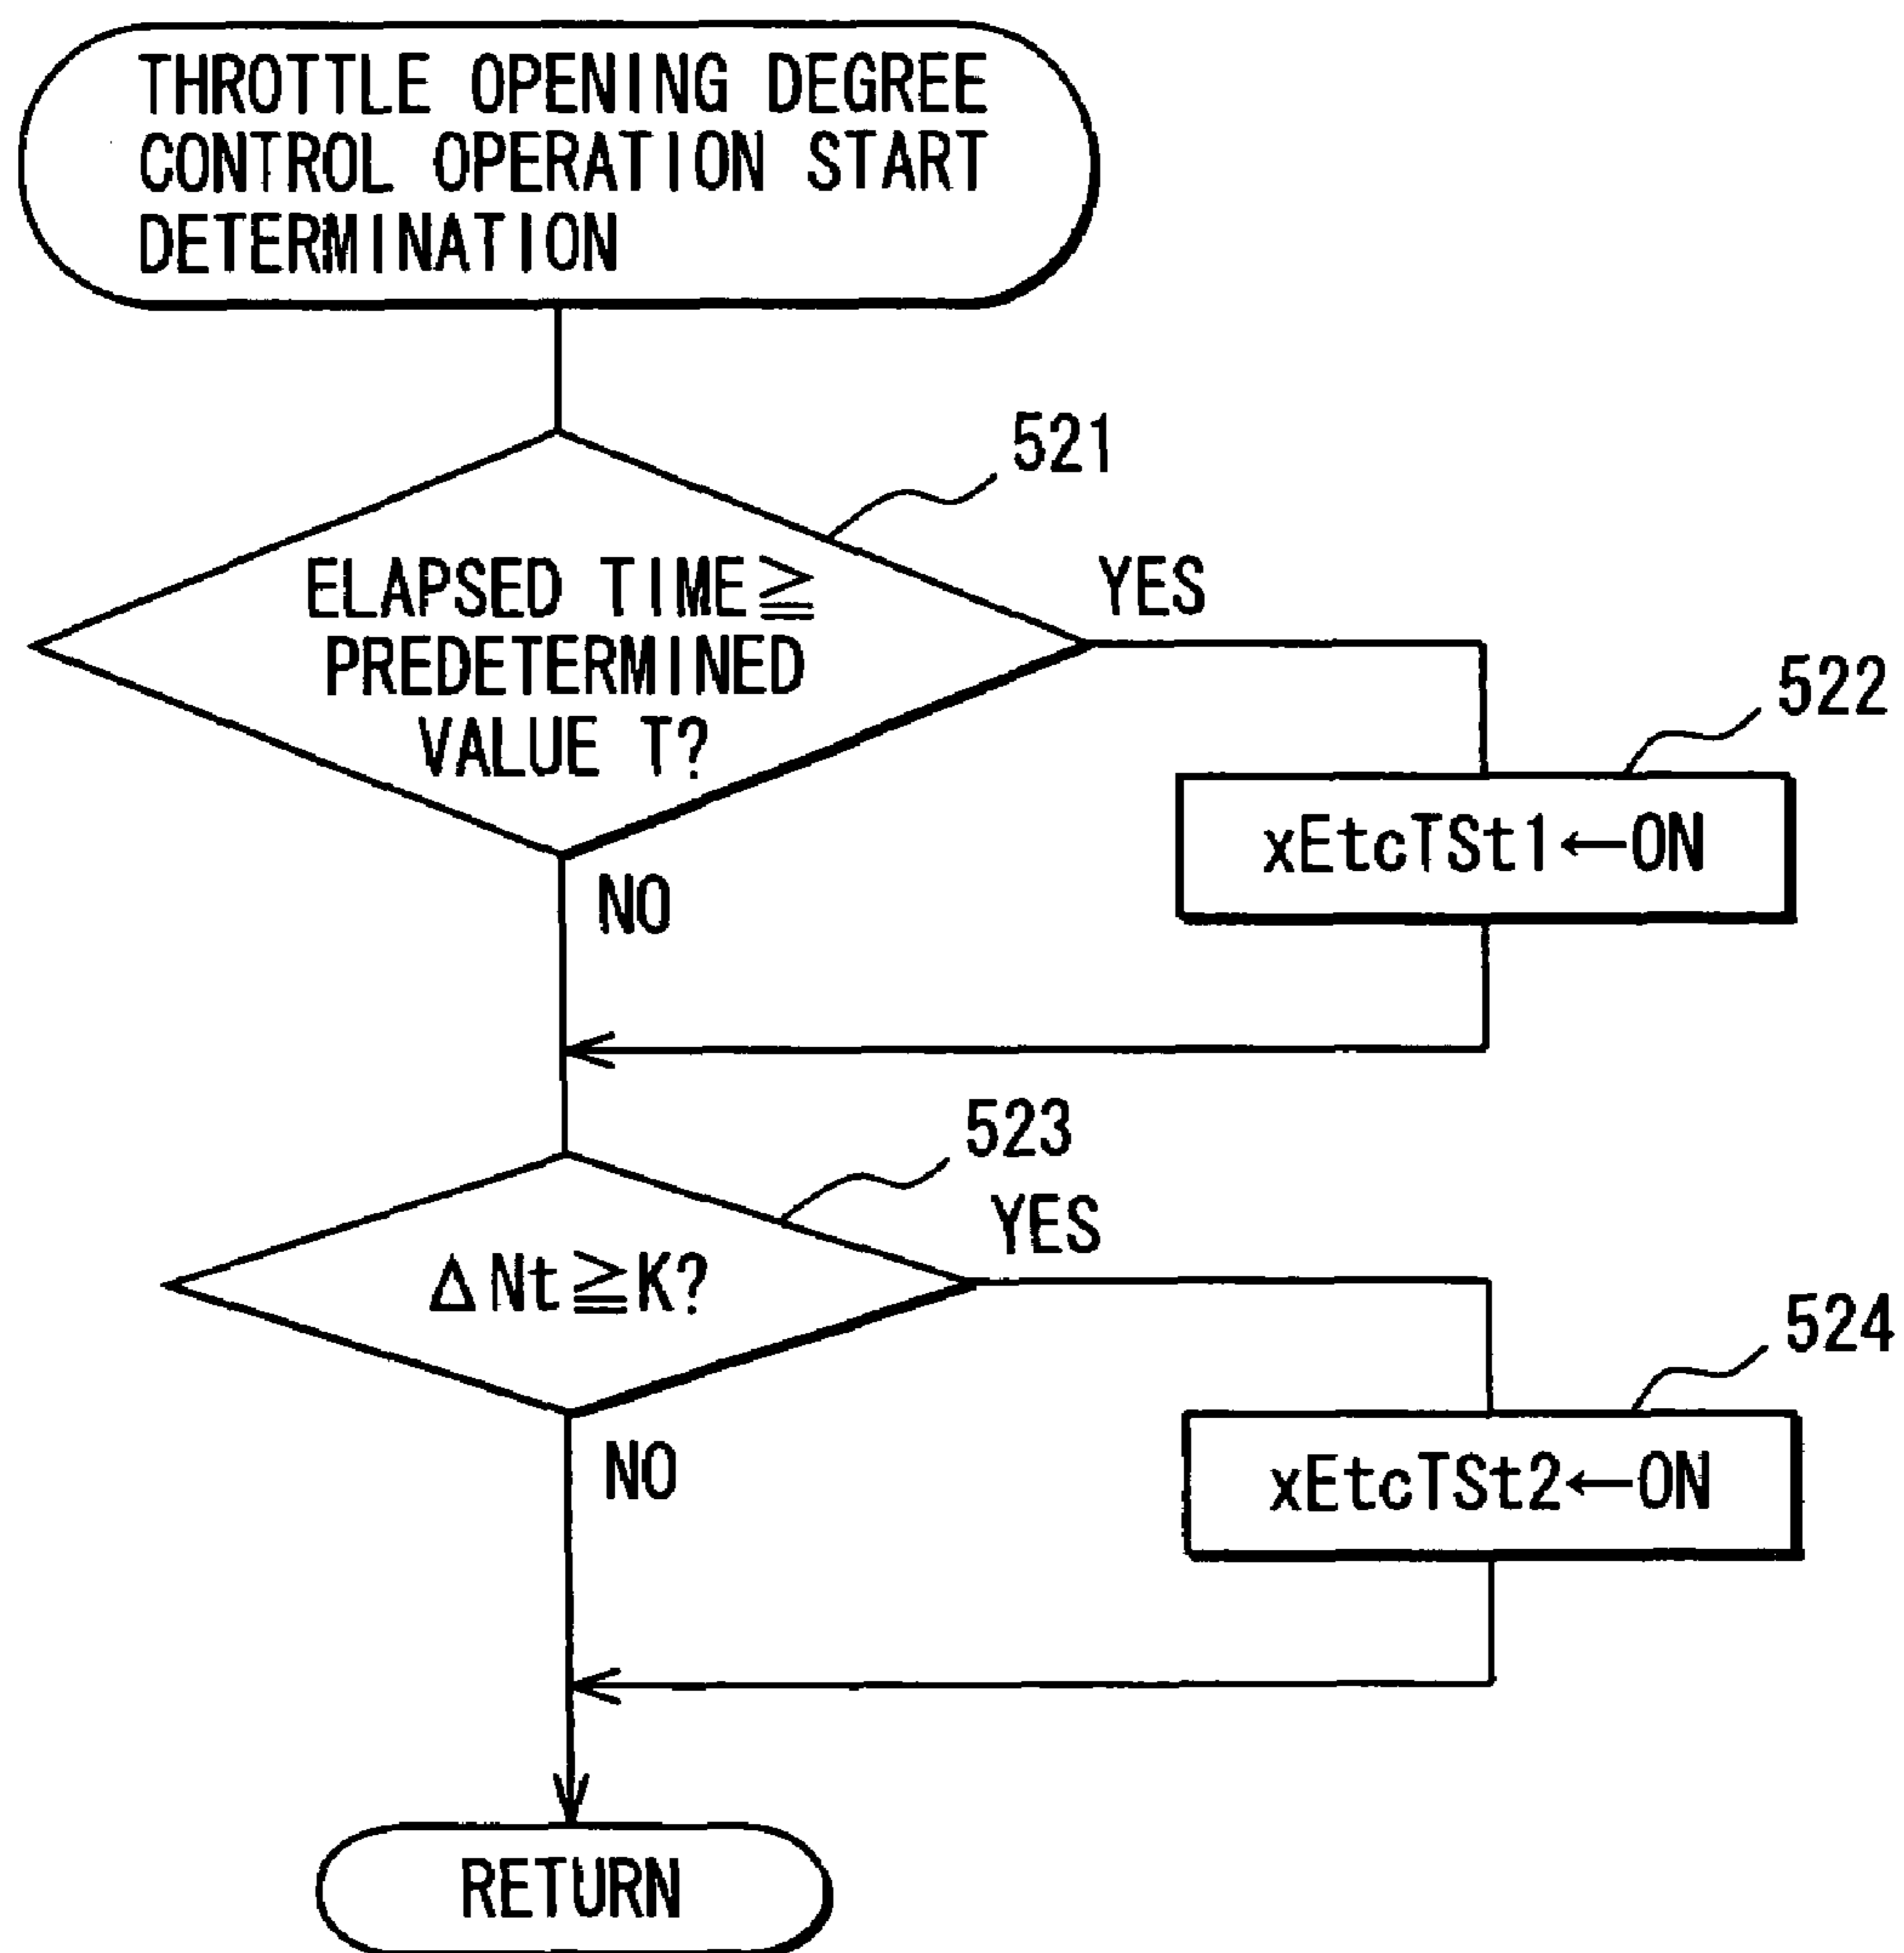 THROTTLE OPENING DEGREE
CONTROL OPERATION START
DETERMINATION
521
ELAPSED TIME≧
PREDETERMINED
VALUE T?
YES
522
xEtcTSt1←ON
NO
523
ΔNt≧K?
YES
524
xEtcTSt2←ON
NO
RETURN